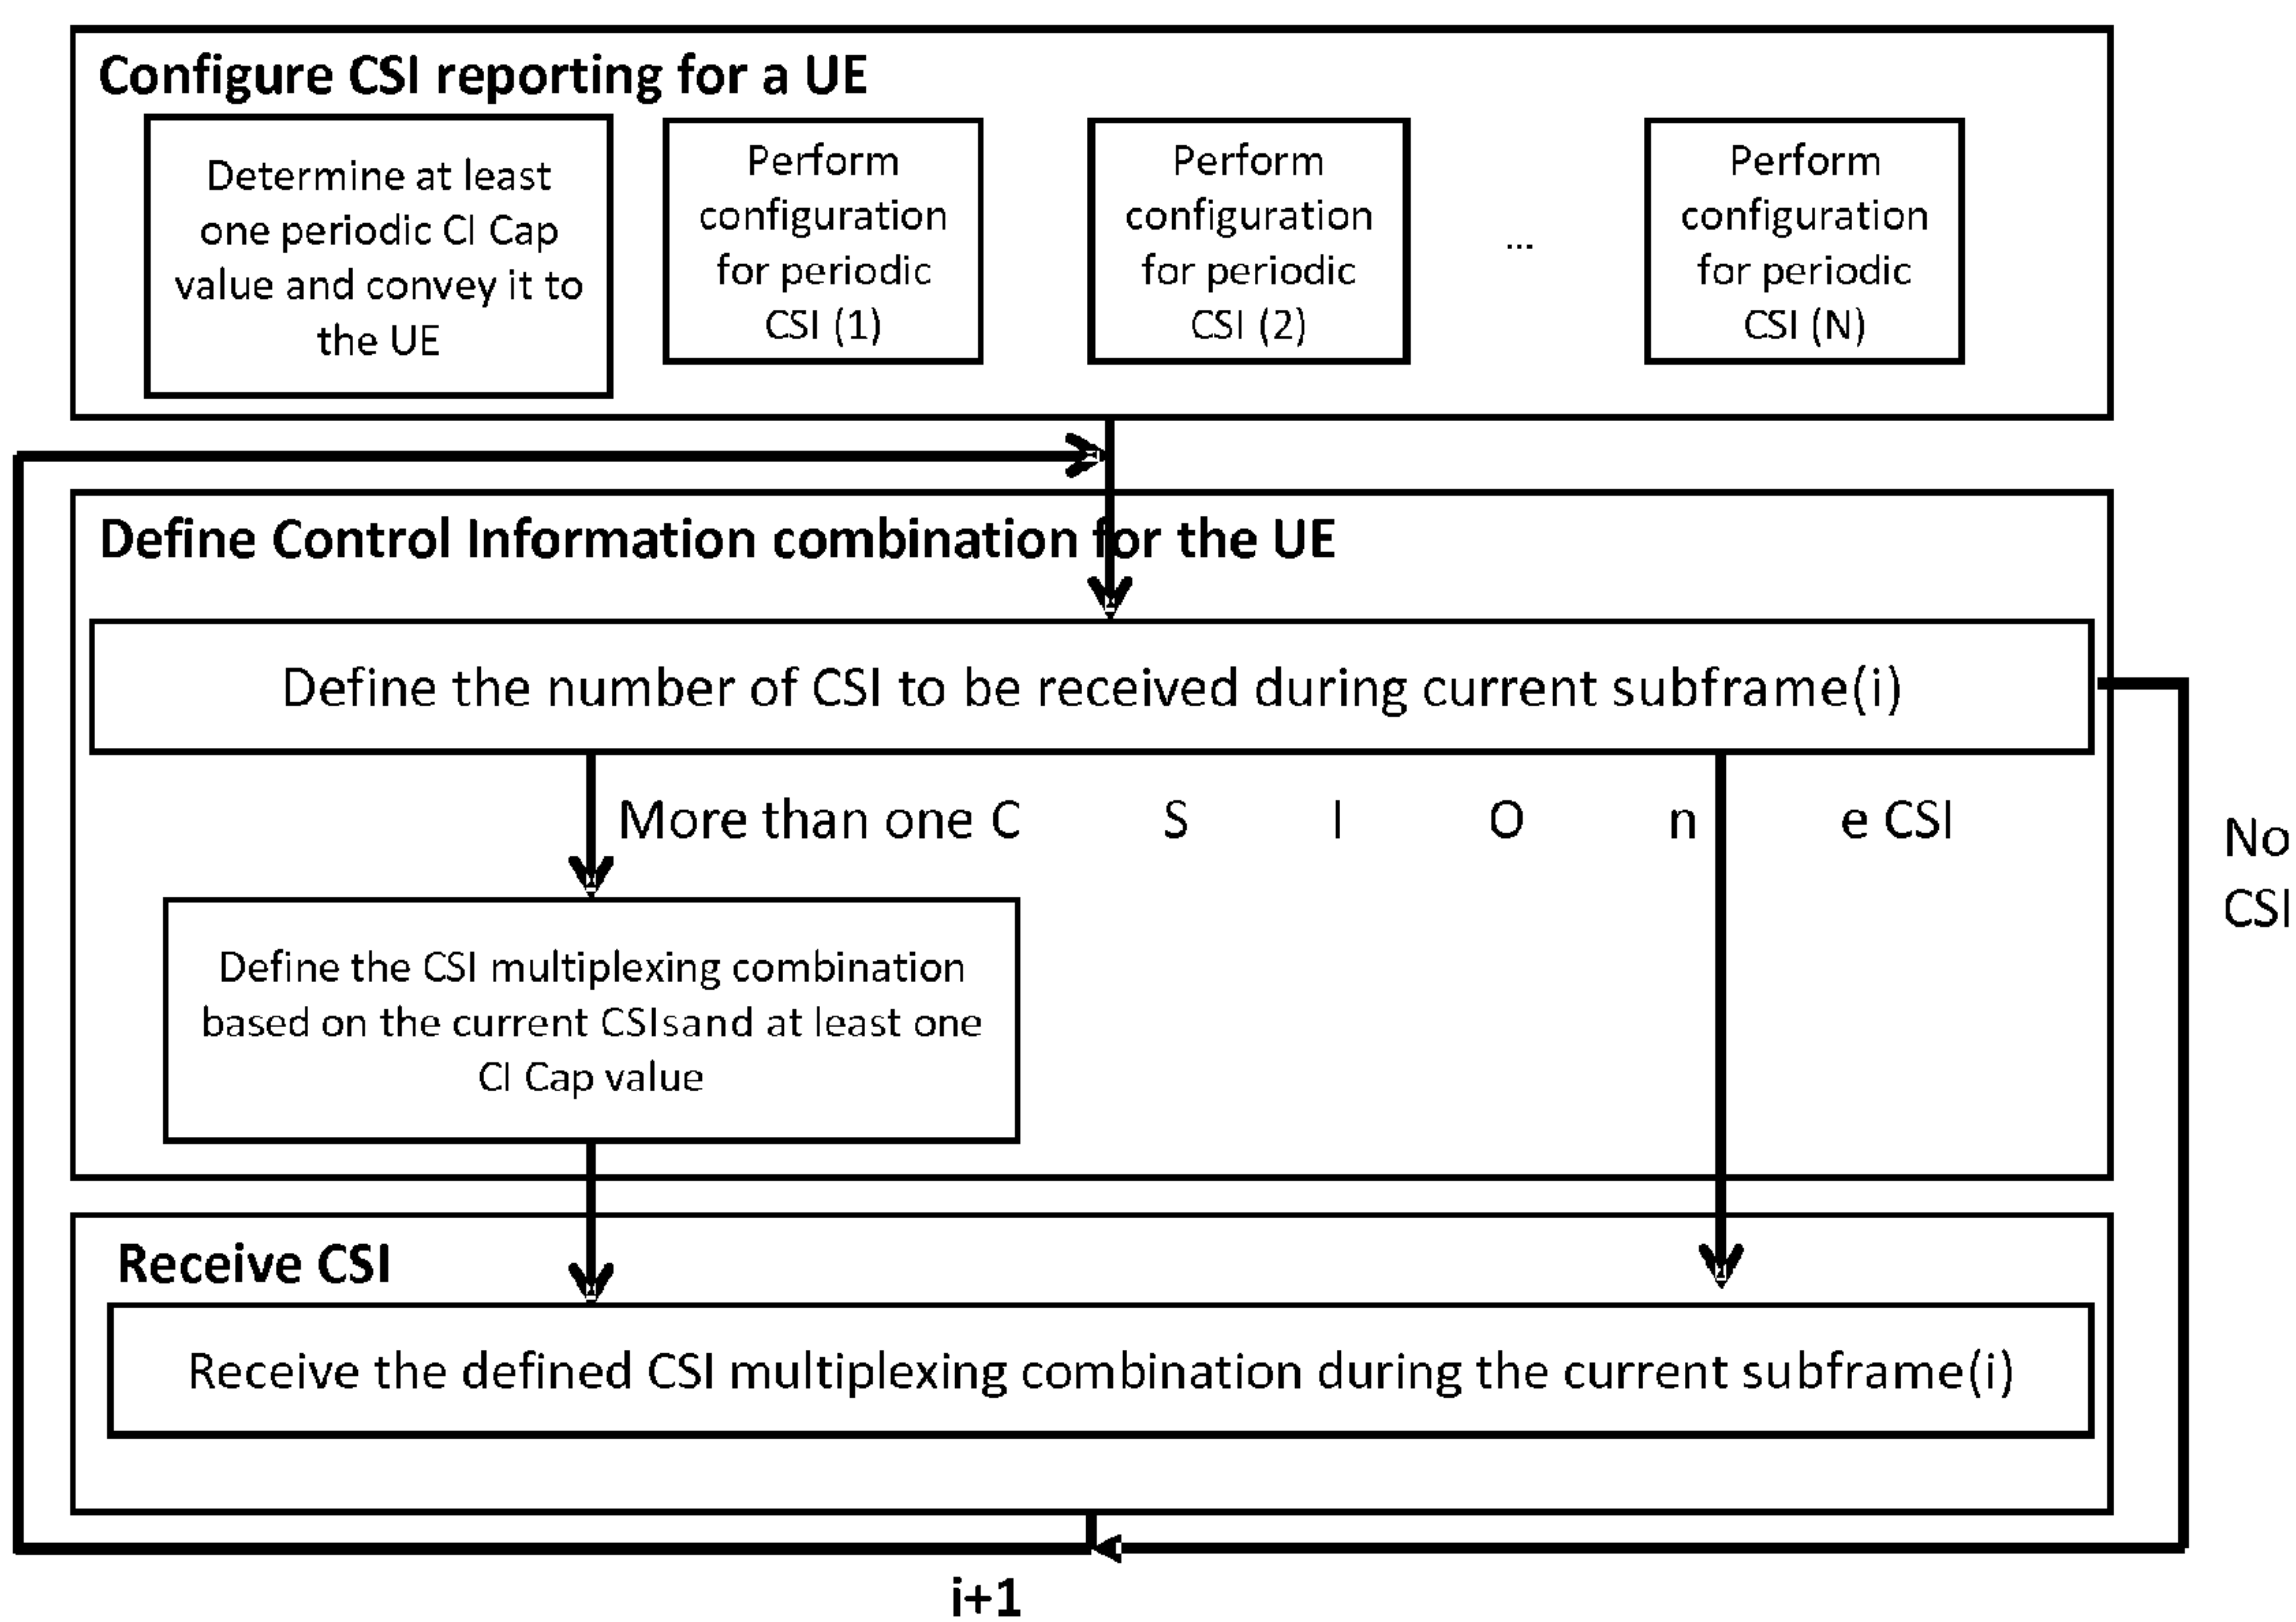 Configure CSI reporting for a UE
Determine at least
one periodic CI Cap
value and convey it to
the UE
Perform
configuration
for periodic
CSI (1)
Perform
configuration
for periodic
CSI (2)
...
Perform
configuration
for periodic
CSI (N)
Define Control Information combination for the UE
Define the number of CSI to be received during current subframe(i)
More than one C S I O n e CSI
No
CSI
Define the CSI multiplexing combination
based on the current CSIsand at least one
CI Cap value
Receive CSI
Receive the defined CSI multiplexing combination during the current subframe(i)
i+1